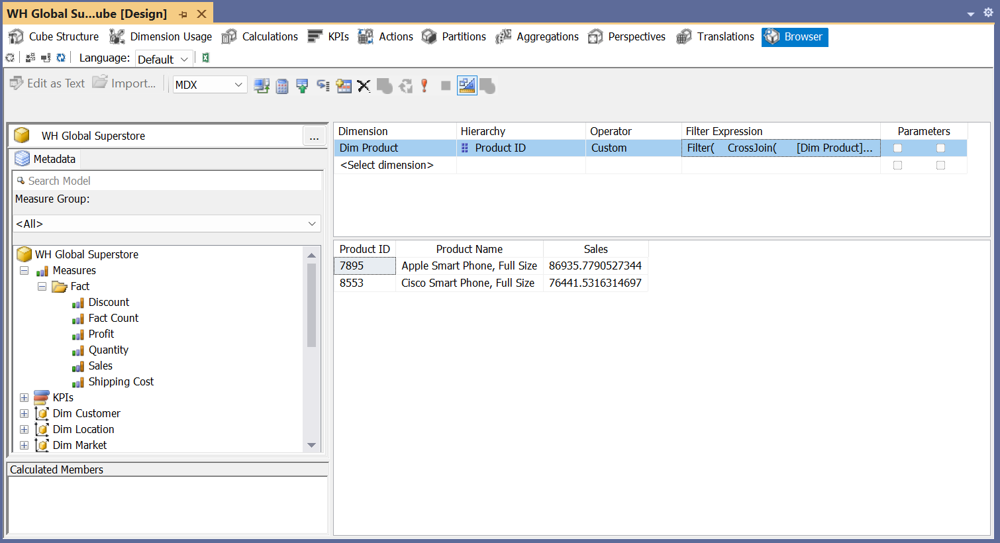 WH Global Su...ube [Design]
Cube Structure Dimension Usage Calculations KPIs Actions Partitions Aggregations Perspectives Translations Browser
Language: Default
Edit as Text Import... MDX
WH Global Superstore ...
Metadata
Search Model
Measure Group:
<All>
WH Global Superstore
Measures
Fact
Discount
Fact Count
Profit
Quantity
Sales
Shipping Cost
KPIs
Dim Customer
Dim Location
Dim Market
Calculated Members
Dimension Hierarchy Operator Filter Expression Parameters
Dim Product Product ID Custom Filter( CrossJoin( [Dim Product]...
<Select dimension>
Product ID Product Name Sales
7895 Apple Smart Phone, Full Size 86935.7790527344
8553 Cisco Smart Phone, Full Size 76441.5316314697